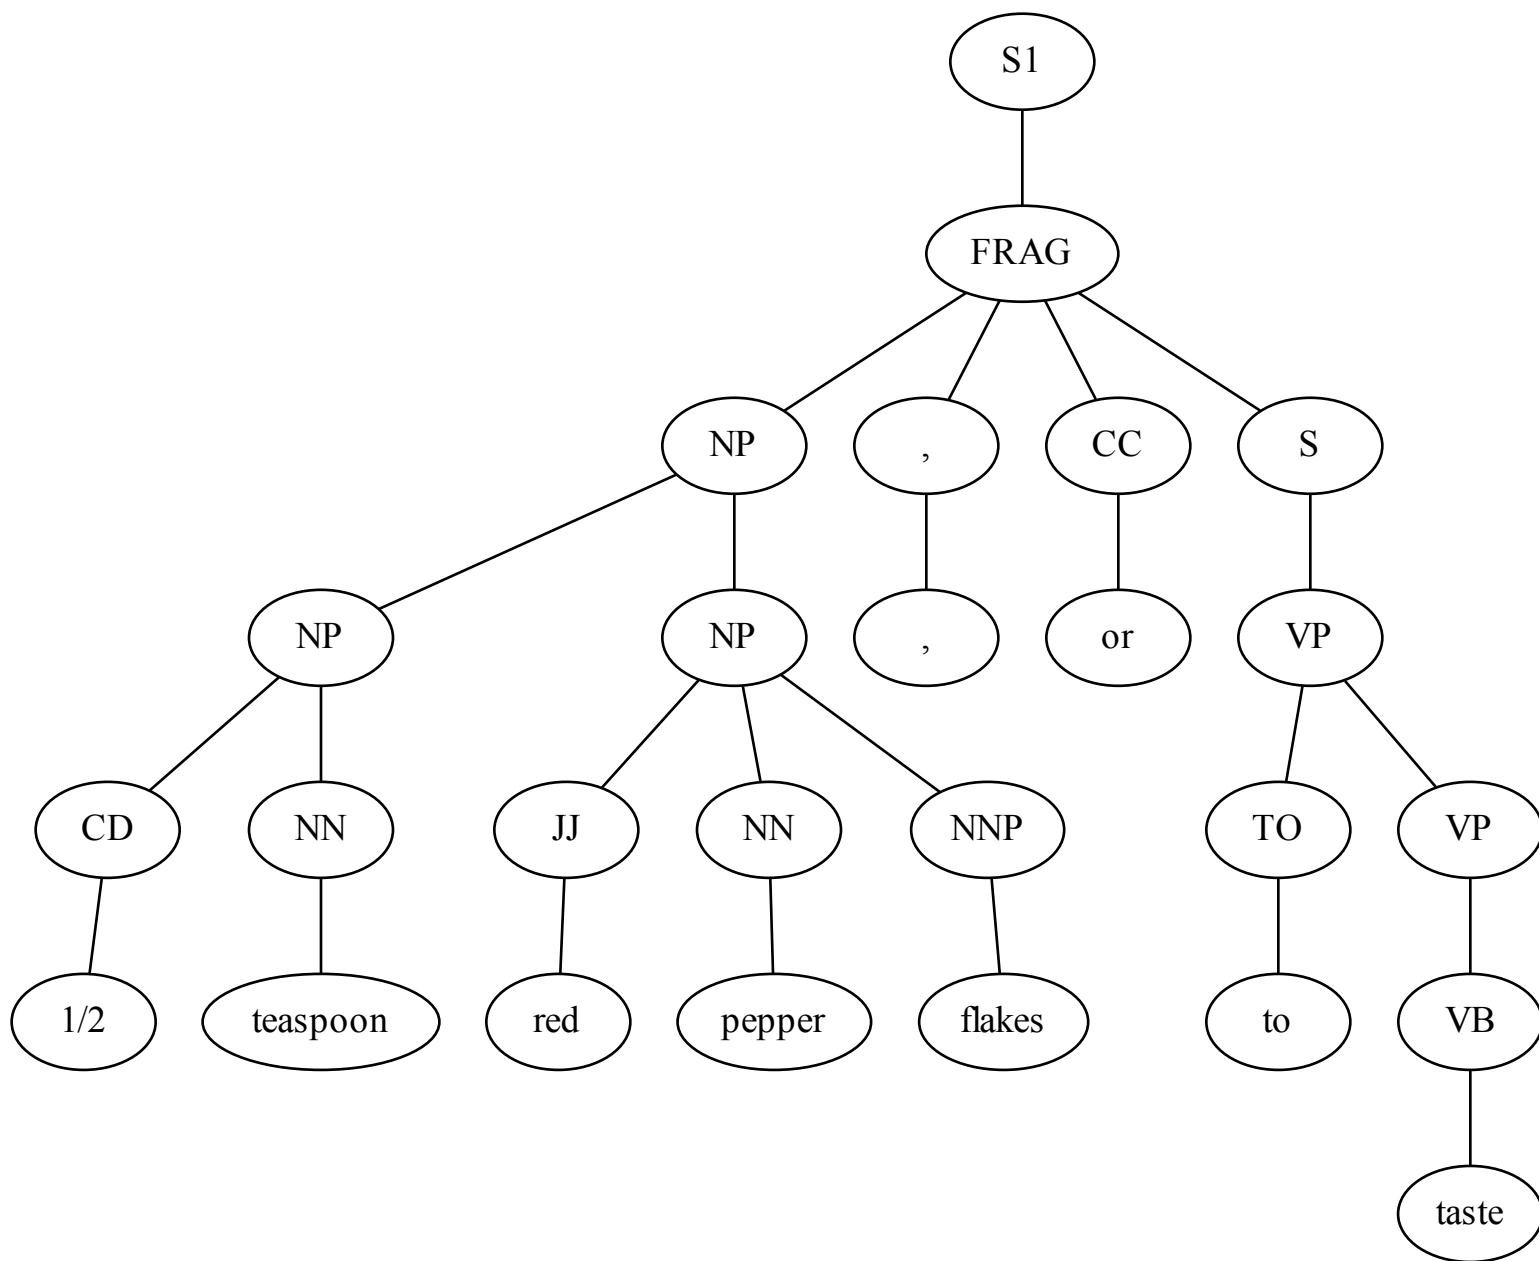 S1
FRAG
NP , CC S
NP NP , or VP
CD NN JJ NN NNP TO VP
1/2 teaspoon red pepper flakes to VB
taste